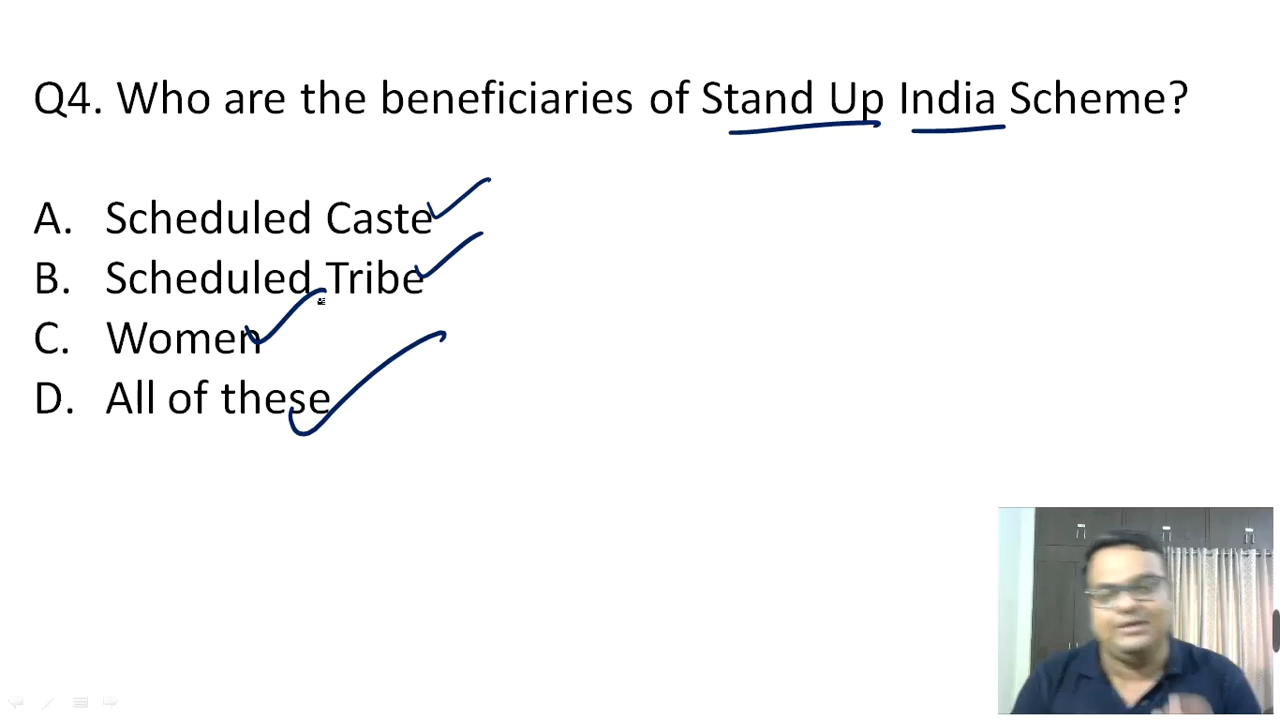 Q4. Who are the beneficiaries of Stand Up India Scheme?
A. Scheduled Caste
B. Scheduled Tribe
C. Women
D. All of these